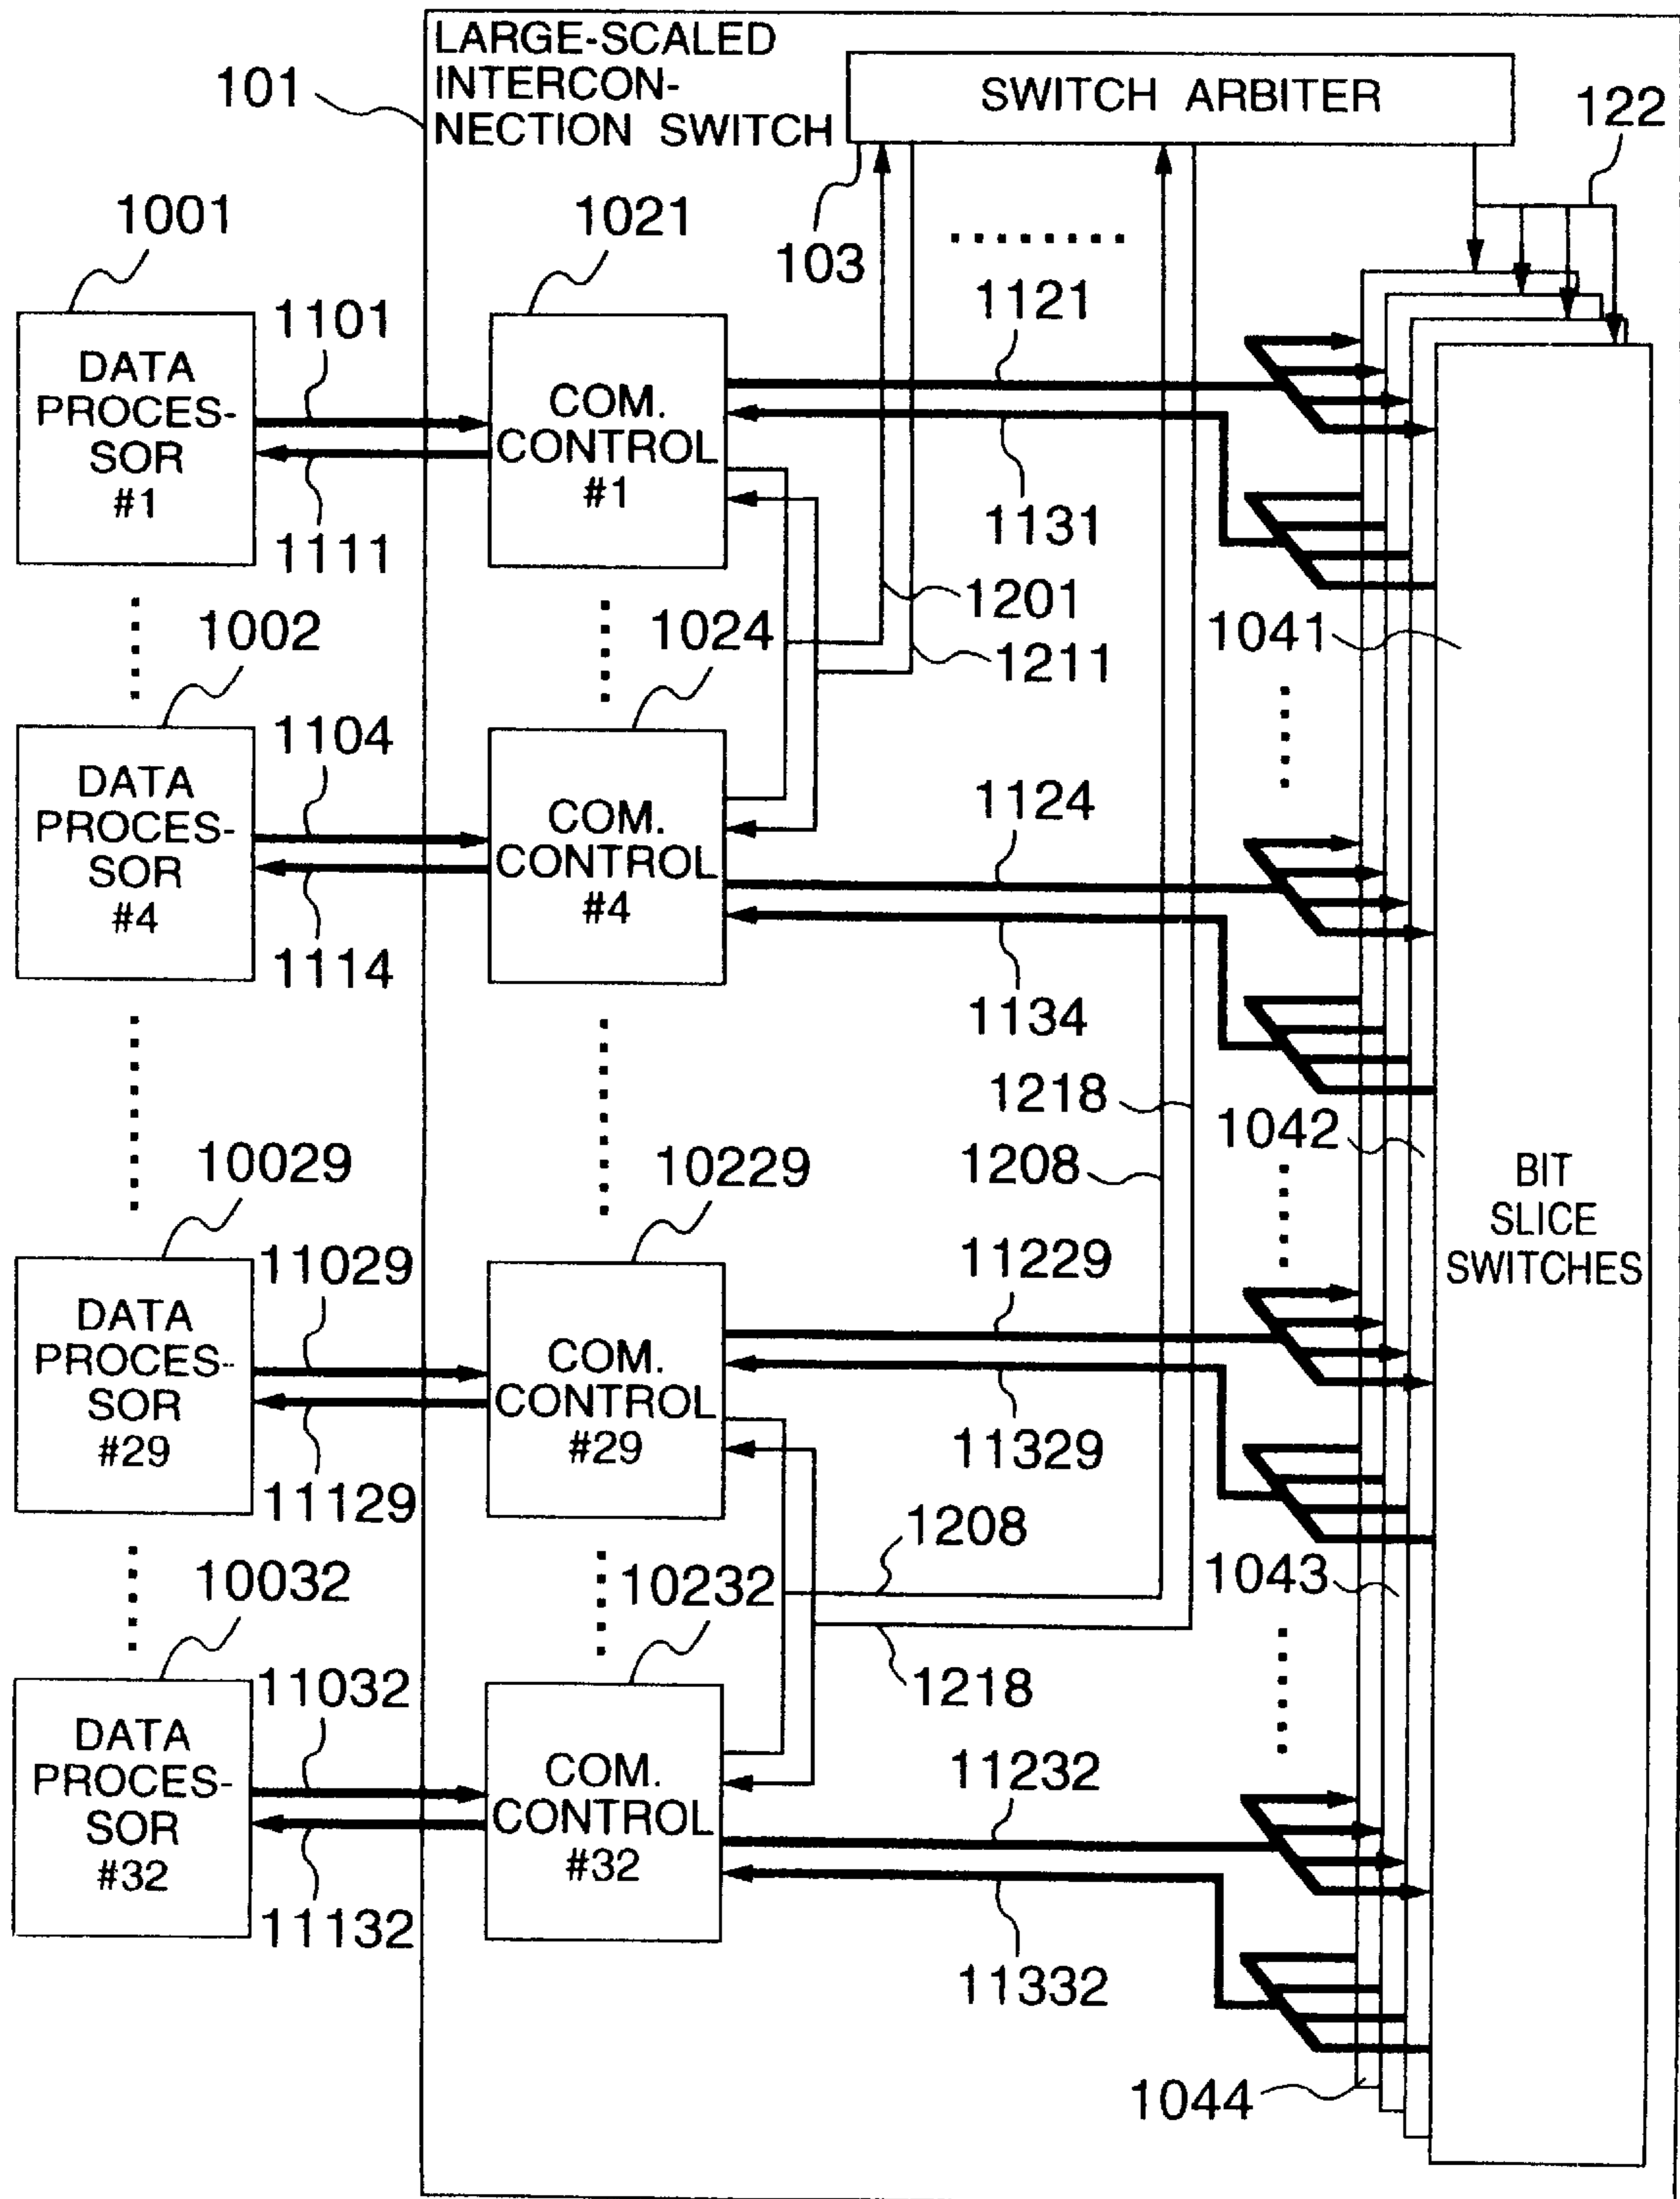 LARGE-SCALED
INTERCON-
NECTION SWITCH
101
SWITCH ARBITER
122
103
1001
1021
1101
1121
DATA
PROCES-
SOR
#1
COM.
CONTROL
#1
1111
1131
1201
1211
1041
1002
1024
1104
1124
DATA
PROCES-
SOR
#4
COM.
CONTROL
#4
1114
1134
1218
1208
1042
BIT
SLICE
SWITCHES
10029
10229
11029
11229
DATA
PROCES-
SOR
#29
COM.
CONTROL
#29
11129
11329
1208
1043
1218
10032
10232
11032
11232
DATA
PROCES-
SOR
#32
COM.
CONTROL
#32
11132
11332
1044